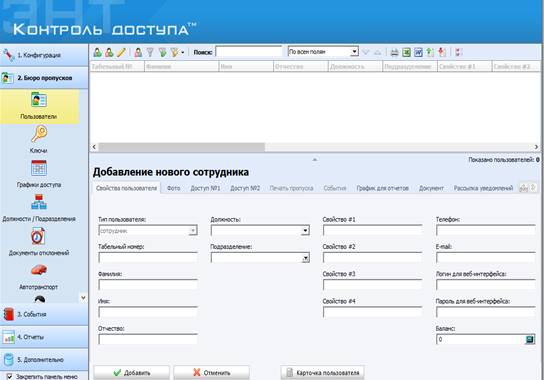 ЭНТ
КОНТРОЛЬ ДОСТУПА™
1. Конфигурация
Поиск:
По всем полям
2. Бюро пропусков
Табельный № Фамилия Имя Отчество Должность Подразделение Свойство #1 Свойство #2
Пользователи
Ключи
Графики доступа
Должности / Подразделения
Документы отклонений
Автотранспорт
3. События
4. Отчеты
5. Дополнительно
Закрепить панель меню
Показано пользователей: 0
Добавление нового сотрудника
Свойства пользователя Фото Доступ №1 Доступ №2 Печать пропуска События График для отчетов Документ Рассылка уведомлений
Тип пользователя: Должность: Свойство #1 Телефон:
сотрудник
Табельный номер: Подразделение: Свойство #2 E-mail:
Фамилия: Свойство #3 Логин для веб-интерфейса:
Имя: Свойство #4 Пароль для веб-интерфейса:
Отчество: Баланс:
0
Добавить Отменить Карточка пользователя